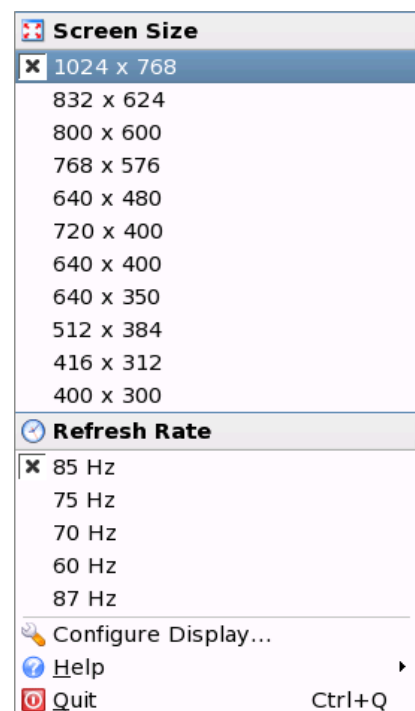 Screen Size
1024 x 768
832 x 624
800 x 600
768 x 576
640 x 480
720 x 400
640 x 400
640 x 350
512 x 384
416 x 312
400 x 300
Refresh Rate
85 Hz
75 Hz
70 Hz
60 Hz
87 Hz
Configure Display...
Help
Quit Ctrl+Q